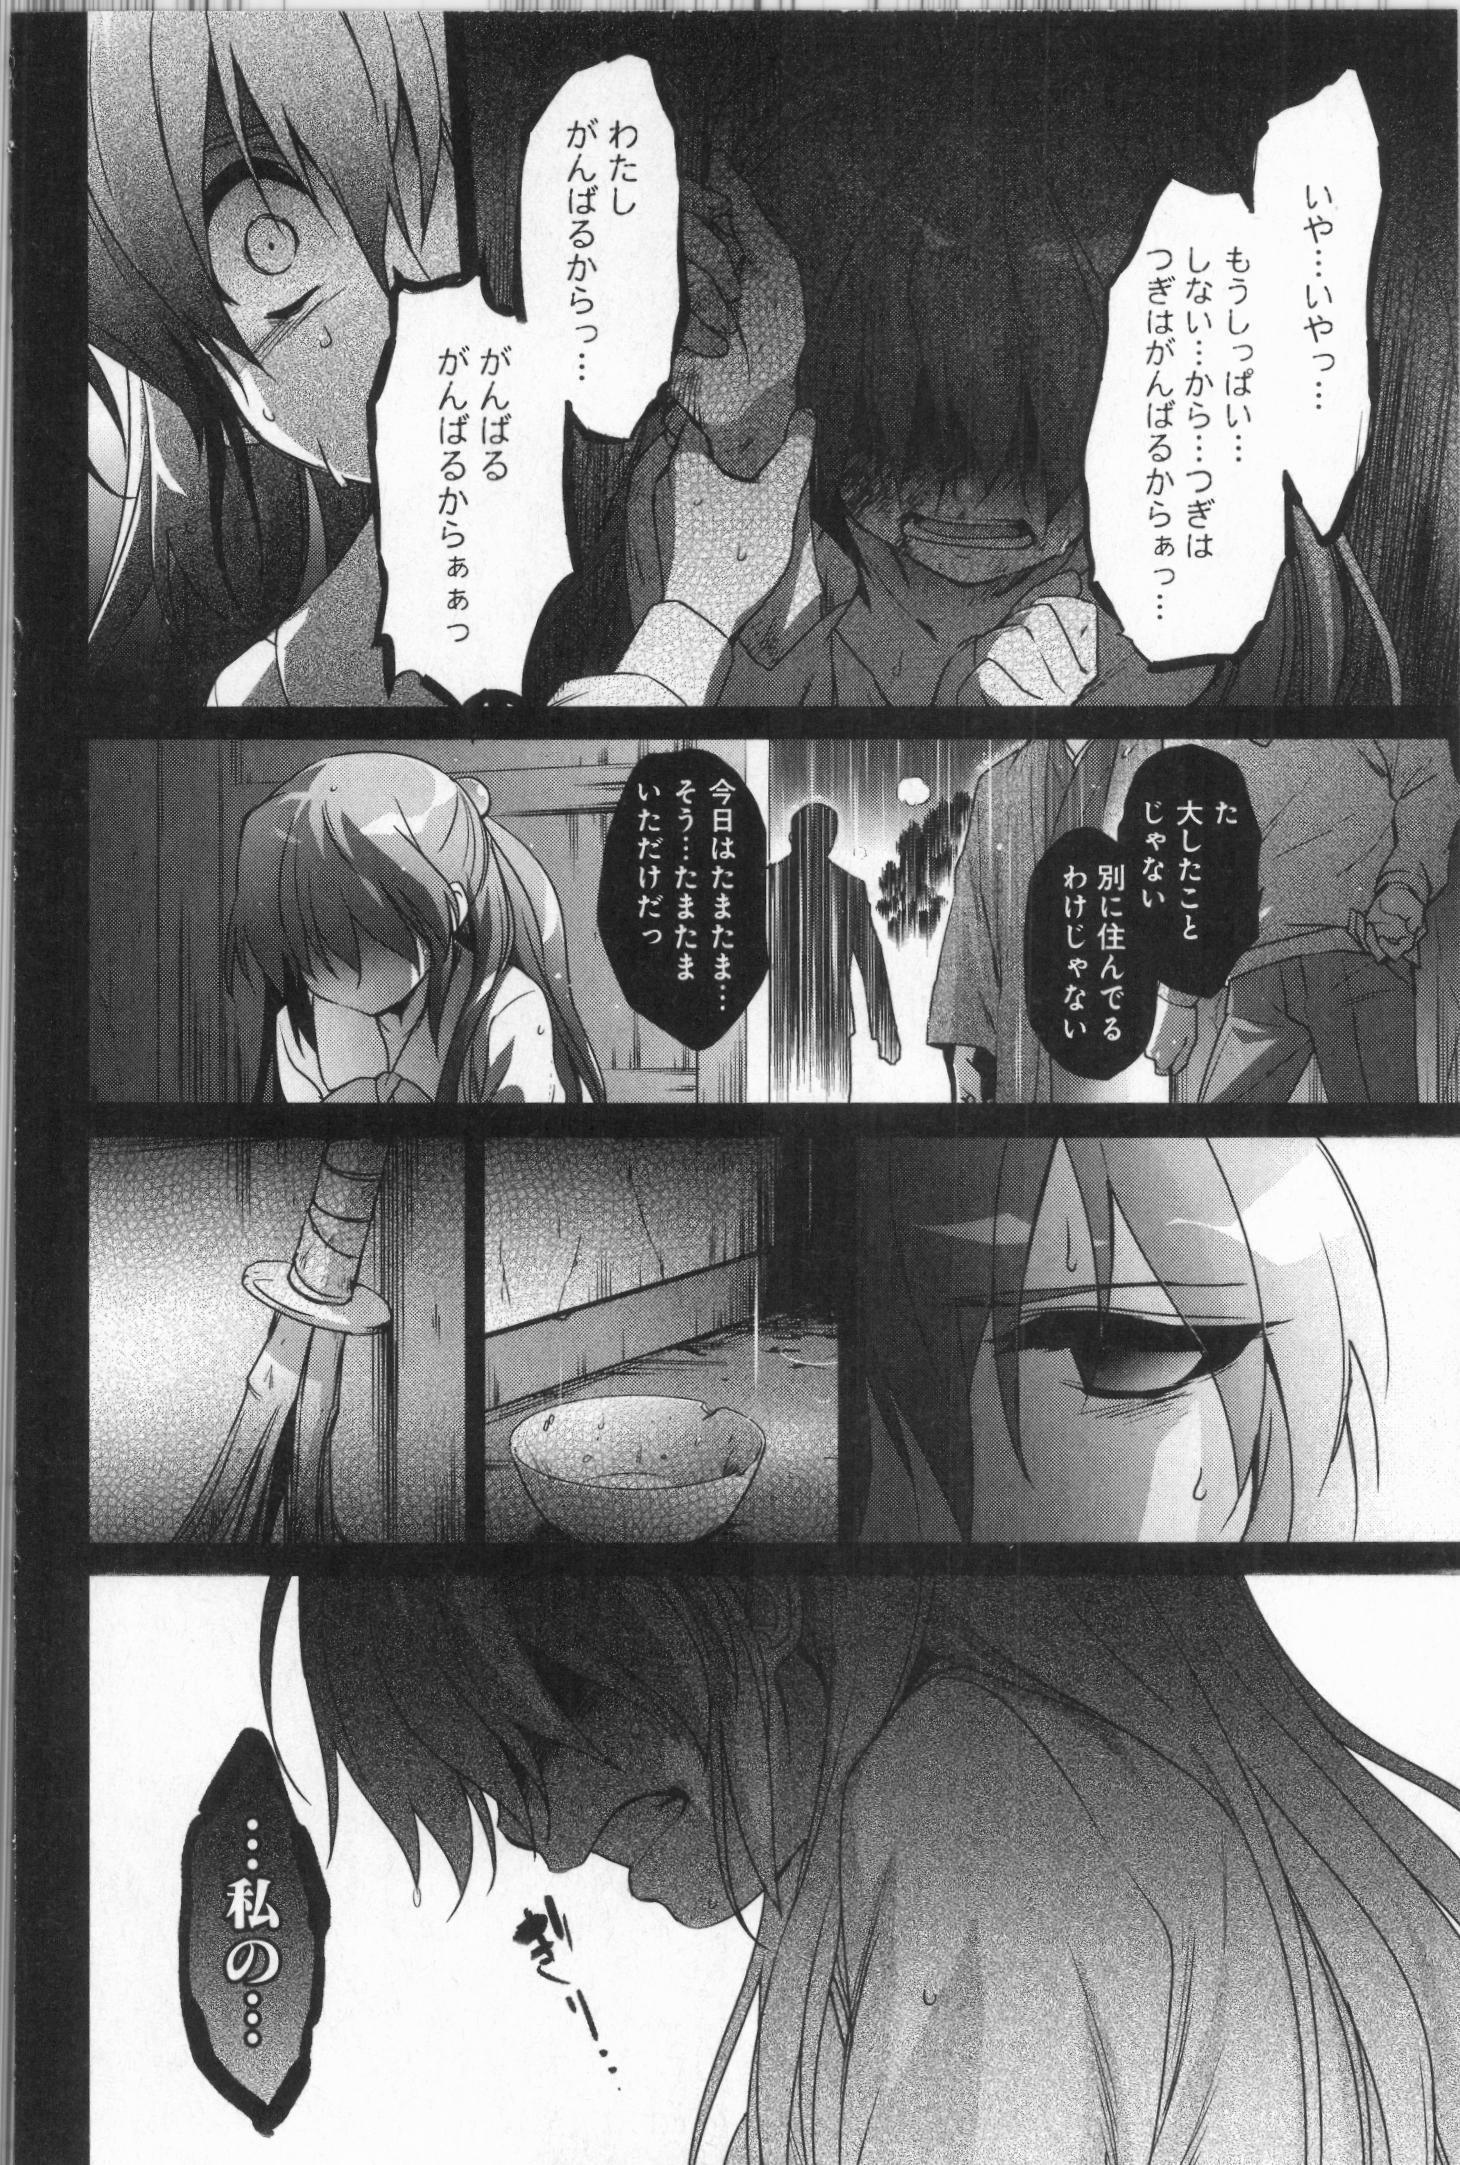 いや…いやっ…
もうしっぱい…
しない…から…つぎは
つぎはがんばるからぁっ…
わたし
がんばるからっ…
がんばる
がんばるからぁぁっ
た
大したこと
じゃない
別に住んでる
わけじゃない
今日はたまたま…
そう…たまたま
いただけだっ
ぎり…
…私の…